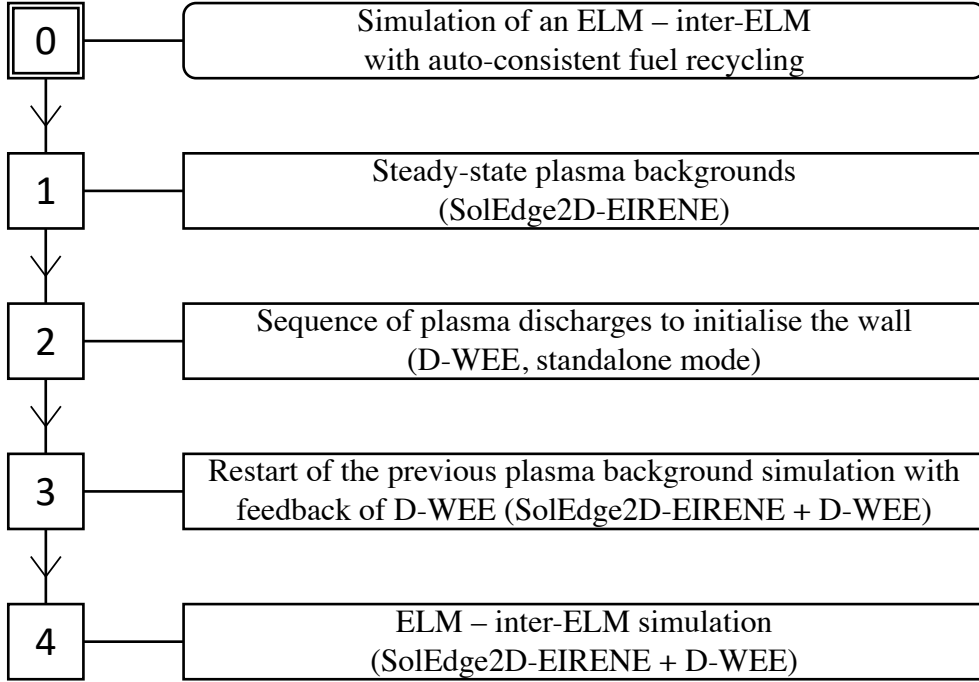 0
Simulation of an ELM – inter-ELM
with auto-consistent fuel recycling
1
Steady-state plasma backgrounds
(SolEdge2D-EIRENE)
2
Sequence of plasma discharges to initialise the wall
(D-WEE, standalone mode)
3
Restart of the previous plasma background simulation with
feedback of D-WEE (SolEdge2D-EIRENE + D-WEE)
4
ELM – inter-ELM simulation
(SolEdge2D-EIRENE + D-WEE)